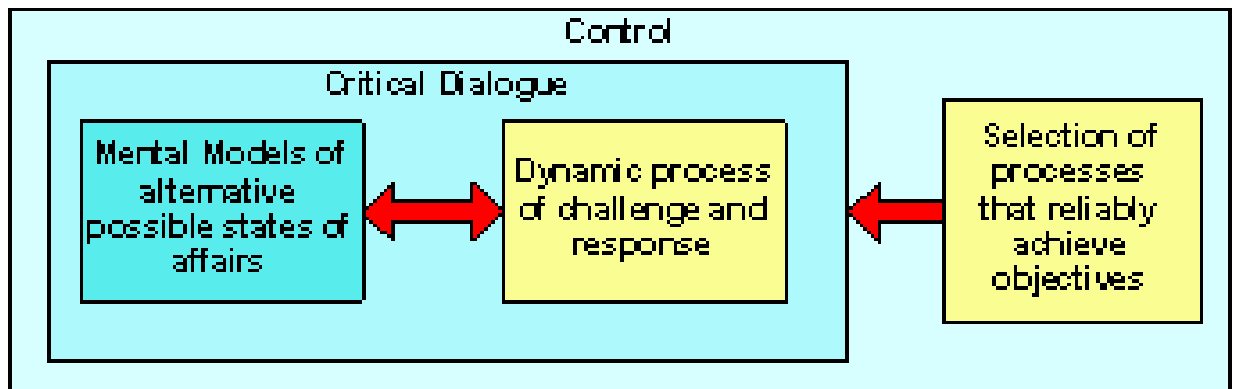 Control
Critical Dialogue
Mental Models of
alternative
possible states of
affairs
Dynamic process
of challenge and
response
Selection of
processes
that reliably
achieve
objectives